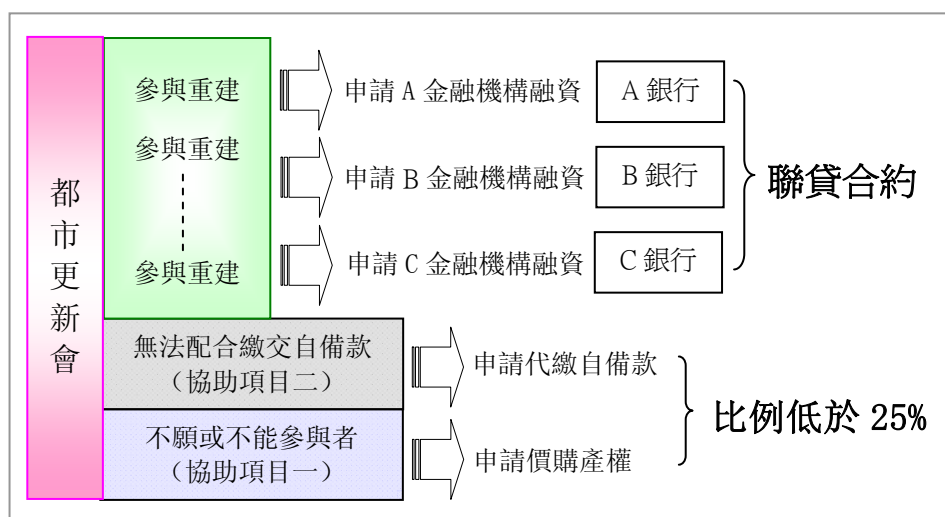 都市更新會
參與重建
申請 A 金融機構融資
A 銀行
參與重建
申請 B 金融機構融資
B 銀行
聯貸合約
參與重建
申請 C 金融機構融資
C 銀行
無法配合繳交自備款
（協助項目二）
申請代繳自備款
比例低於 25%
不願或不能參與者
（協助項目一）
申請價購產權